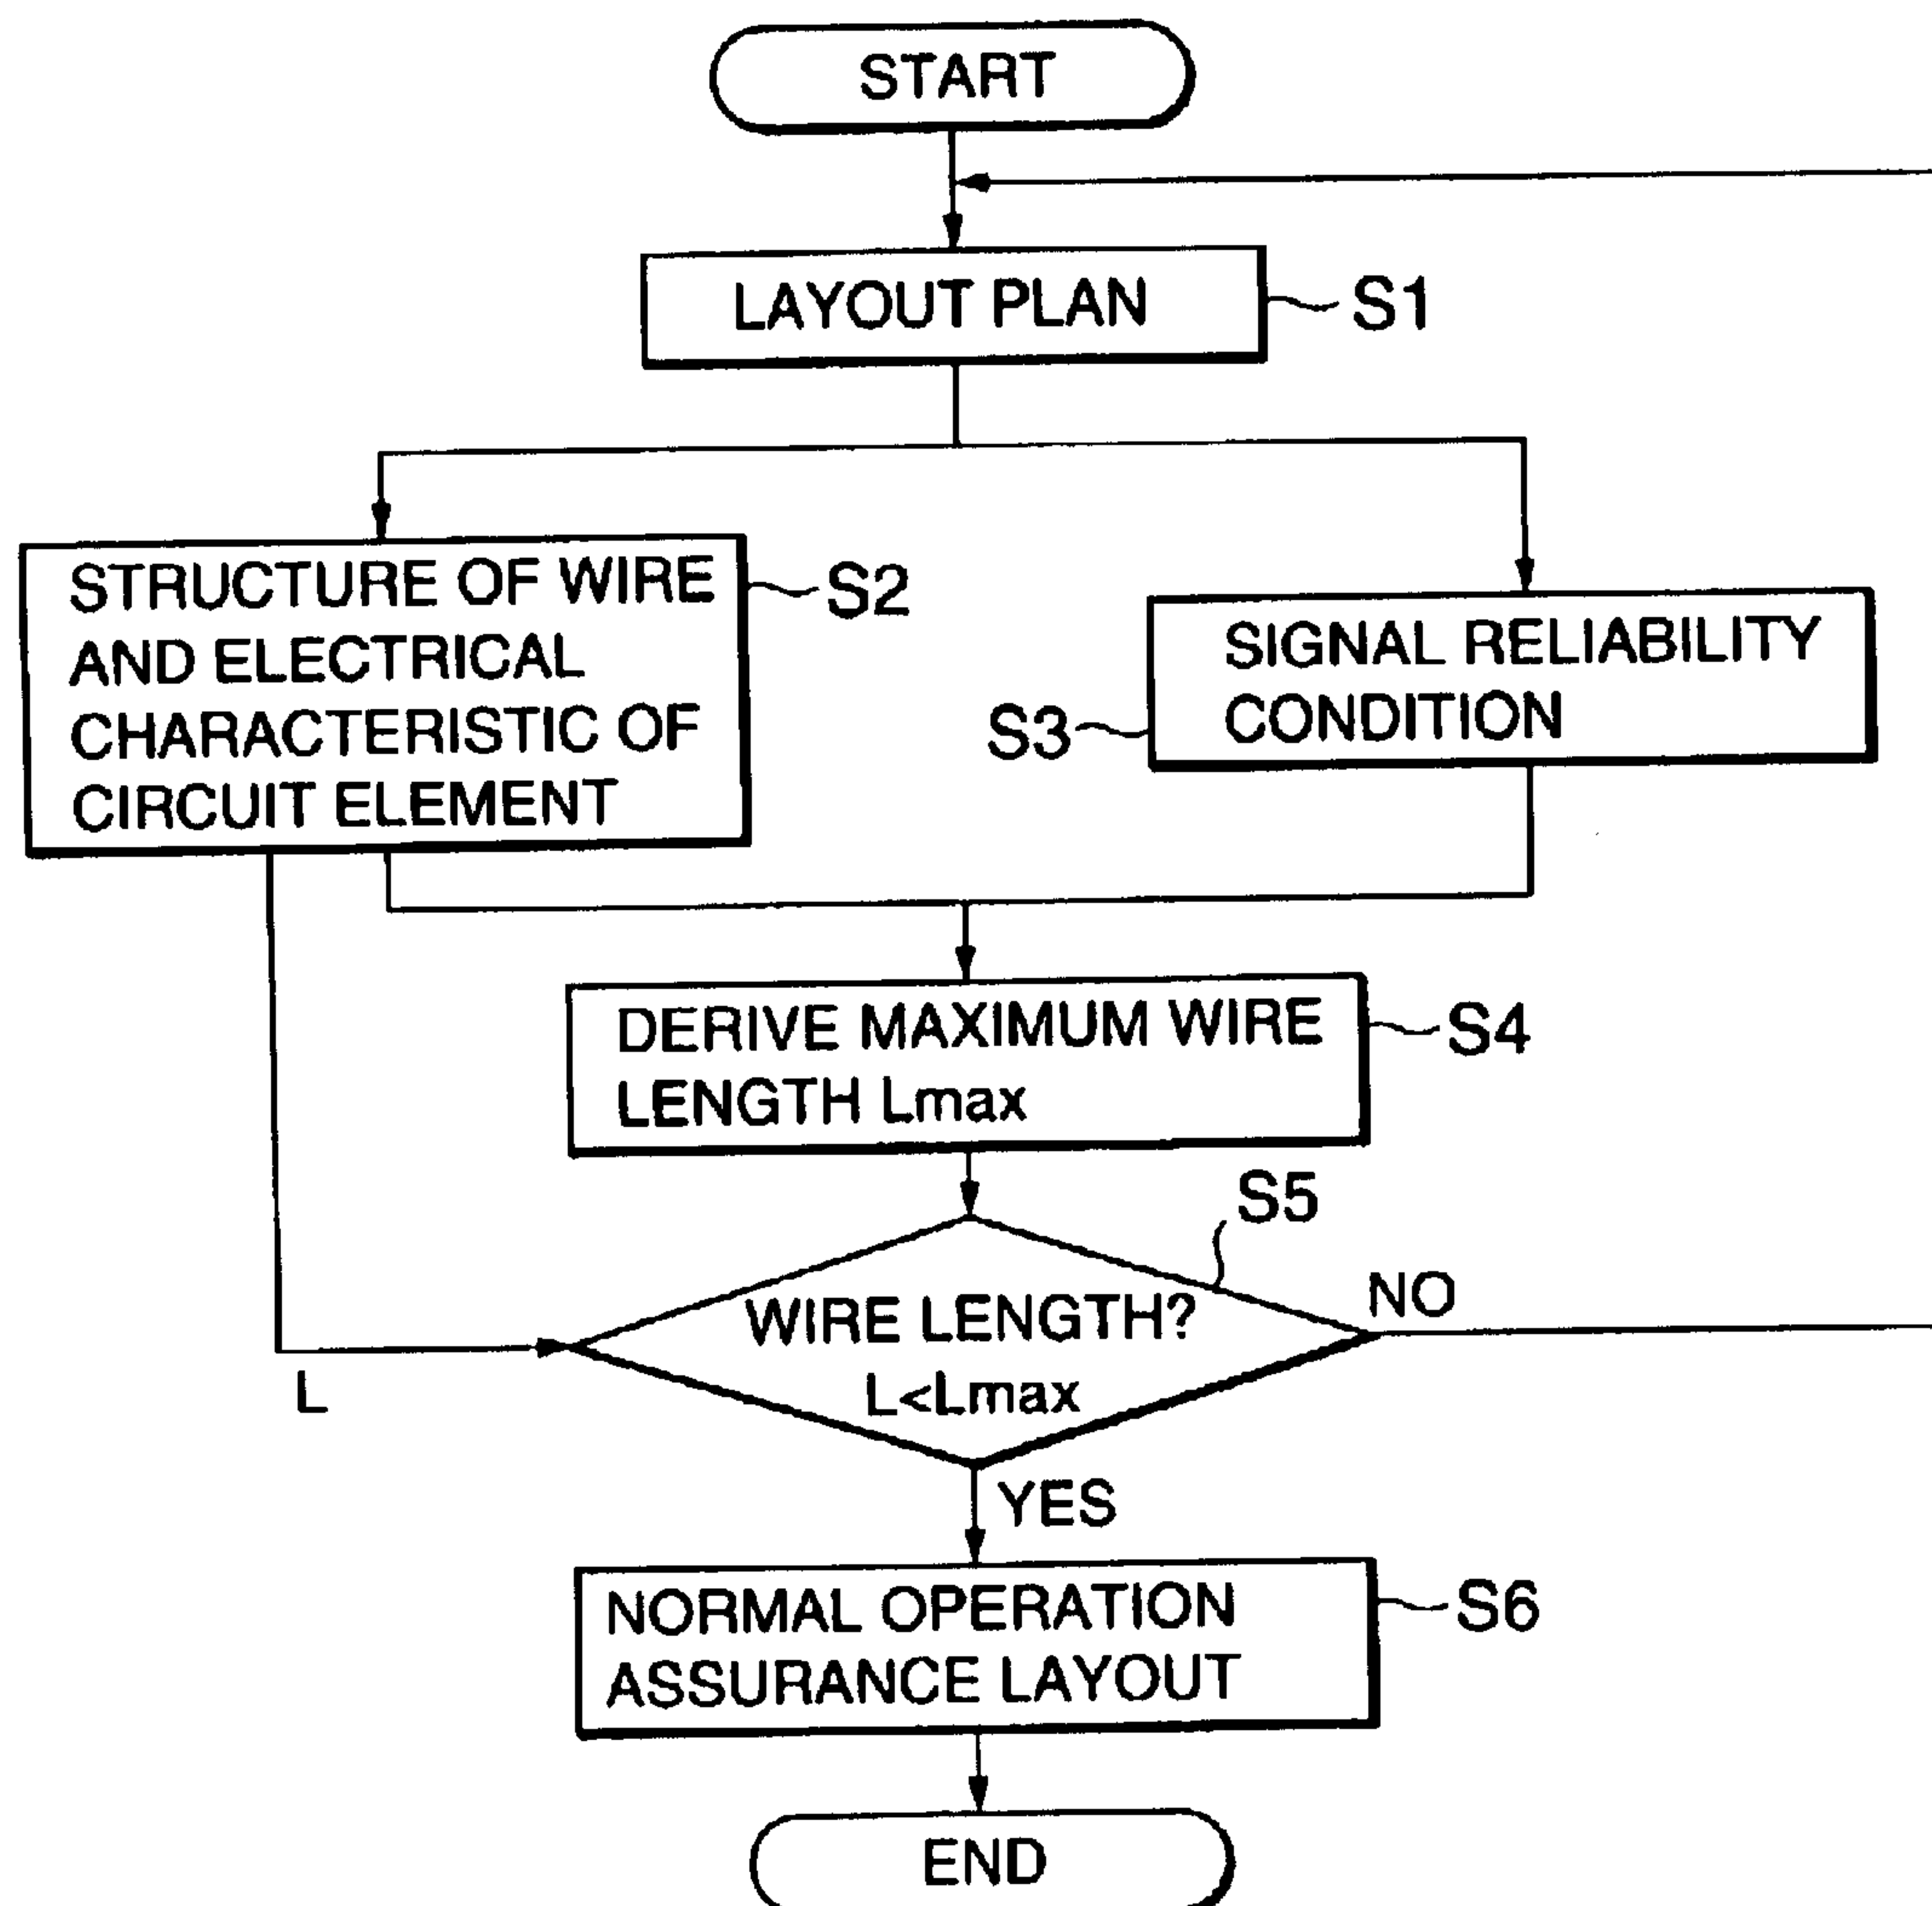 START
LAYOUT PLAN
S1
STRUCTURE OF WIRE
AND ELECTRICAL
CHARACTERISTIC OF
CIRCUIT ELEMENT
S2
SIGNAL RELIABILITY
CONDITION
S3
DERIVE MAXIMUM WIRE
LENGTH Lmax
S4
S5
WIRE LENGTH?
L<Lmax
NO
L
YES
NORMAL OPERATION
ASSURANCE LAYOUT
S6
END